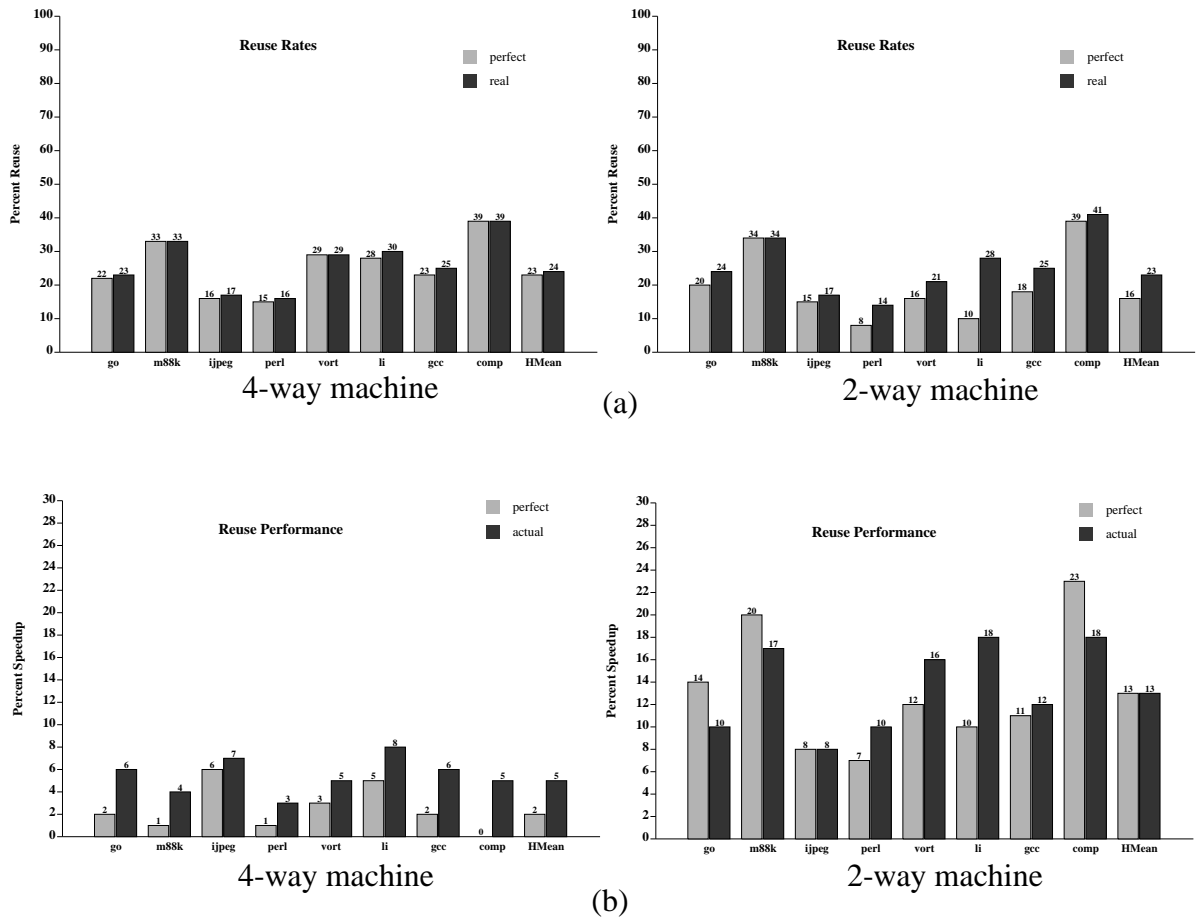 Reuse Rates
perfect
real
Percent Reuse
100
90
80
70
60
50
40
30
20
10
0
22 23 33 33 16 17 15 16 29 29 28 30 23 25 39 39 23 24
go m88k ijpeg perl vort li gcc comp HMean
4-way machine
Reuse Rates
perfect
real
Percent Reuse
100
90
80
70
60
50
40
30
20
10
0
20 24 34 34 15 17 8 14 16 21 10 28 18 25 39 41 16 23
go m88k ijpeg perl vort li gcc comp HMean
2-way machine
(a)
Reuse Performance
perfect
actual
Percent Speedup
30
28
26
24
22
20
18
16
14
12
10
8
6
4
2
0
2 6 1 4 6 7 1 3 3 5 5 8 2 6 0 5 2 5
go m88k ijpeg perl vort li gcc comp HMean
4-way machine
Reuse Performance
perfect
actual
Percent Speedup
30
28
26
24
22
20
18
16
14
12
10
8
6
4
2
0
14 10 20 17 8 8 7 10 12 16 10 18 11 12 23 18 13 13
go m88k ijpeg perl vort li gcc comp HMean
2-way machine
(b)